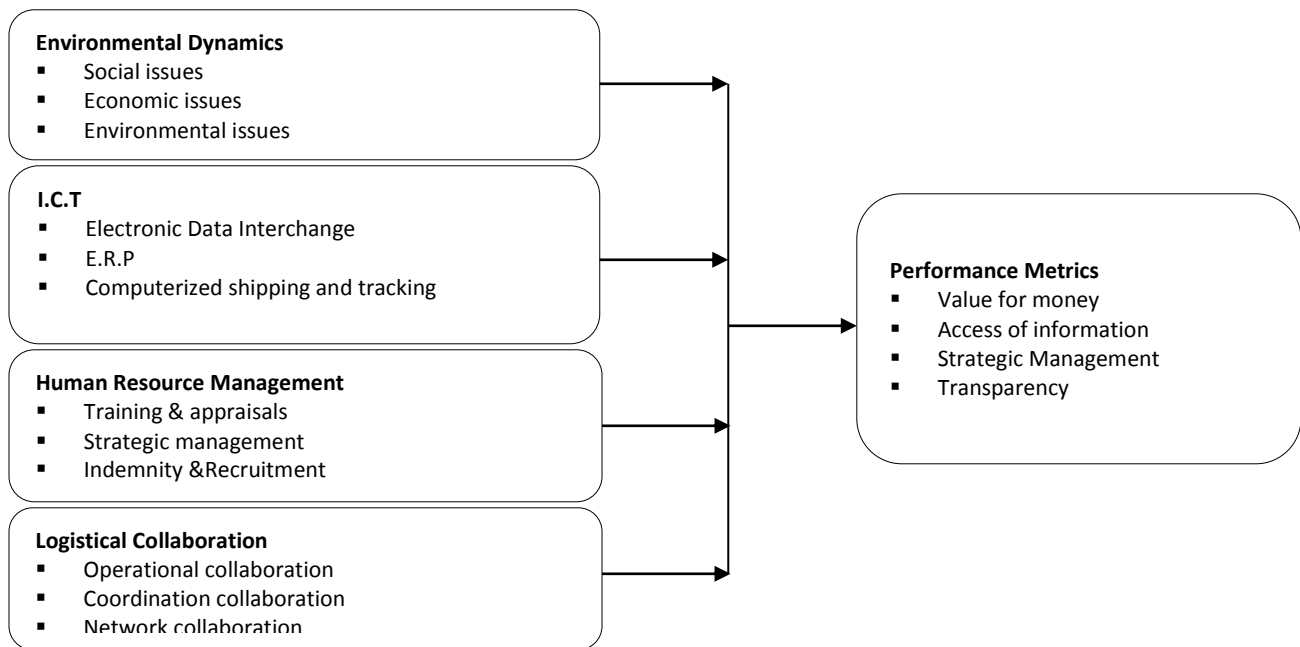 Environmental Dynamics
▪ Social issues
▪ Economic issues
▪ Environmental issues
I.C.T
▪ Electronic Data Interchange
▪ E.R.P
▪ Computerized shipping and tracking
Human Resource Management
▪ Training & appraisals
▪ Strategic management
▪ Indemnity &Recruitment
Logistical Collaboration
▪ Operational collaboration
▪ Coordination collaboration
▪ Network collaboration
Performance Metrics
▪ Value for money
▪ Access of information
▪ Strategic Management
▪ Transparency